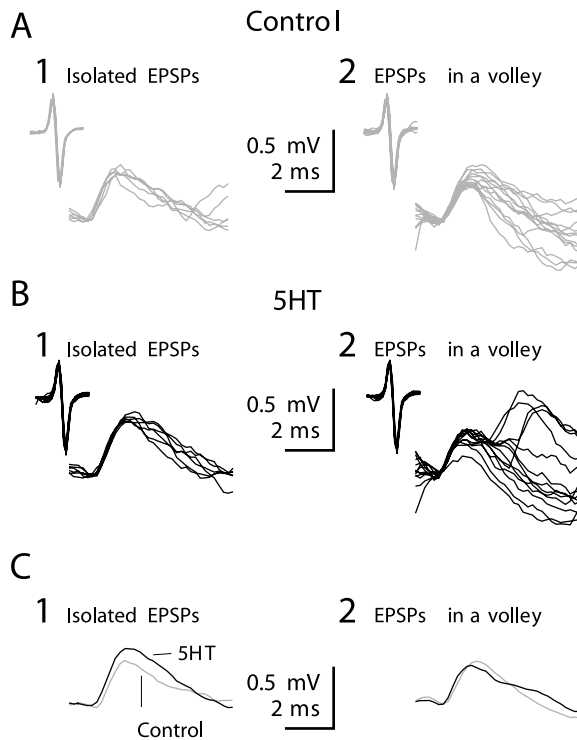 A
Control
1 Isolated EPSPs
2 EPSPs in a volley
0.5 mV
2 ms
B
5HT
1 Isolated EPSPs
2 EPSPs in a volley
0.5 mV
2 ms
C
1 Isolated EPSPs
2 EPSPs in a volley
5HT
0.5 mV
2 ms
Control